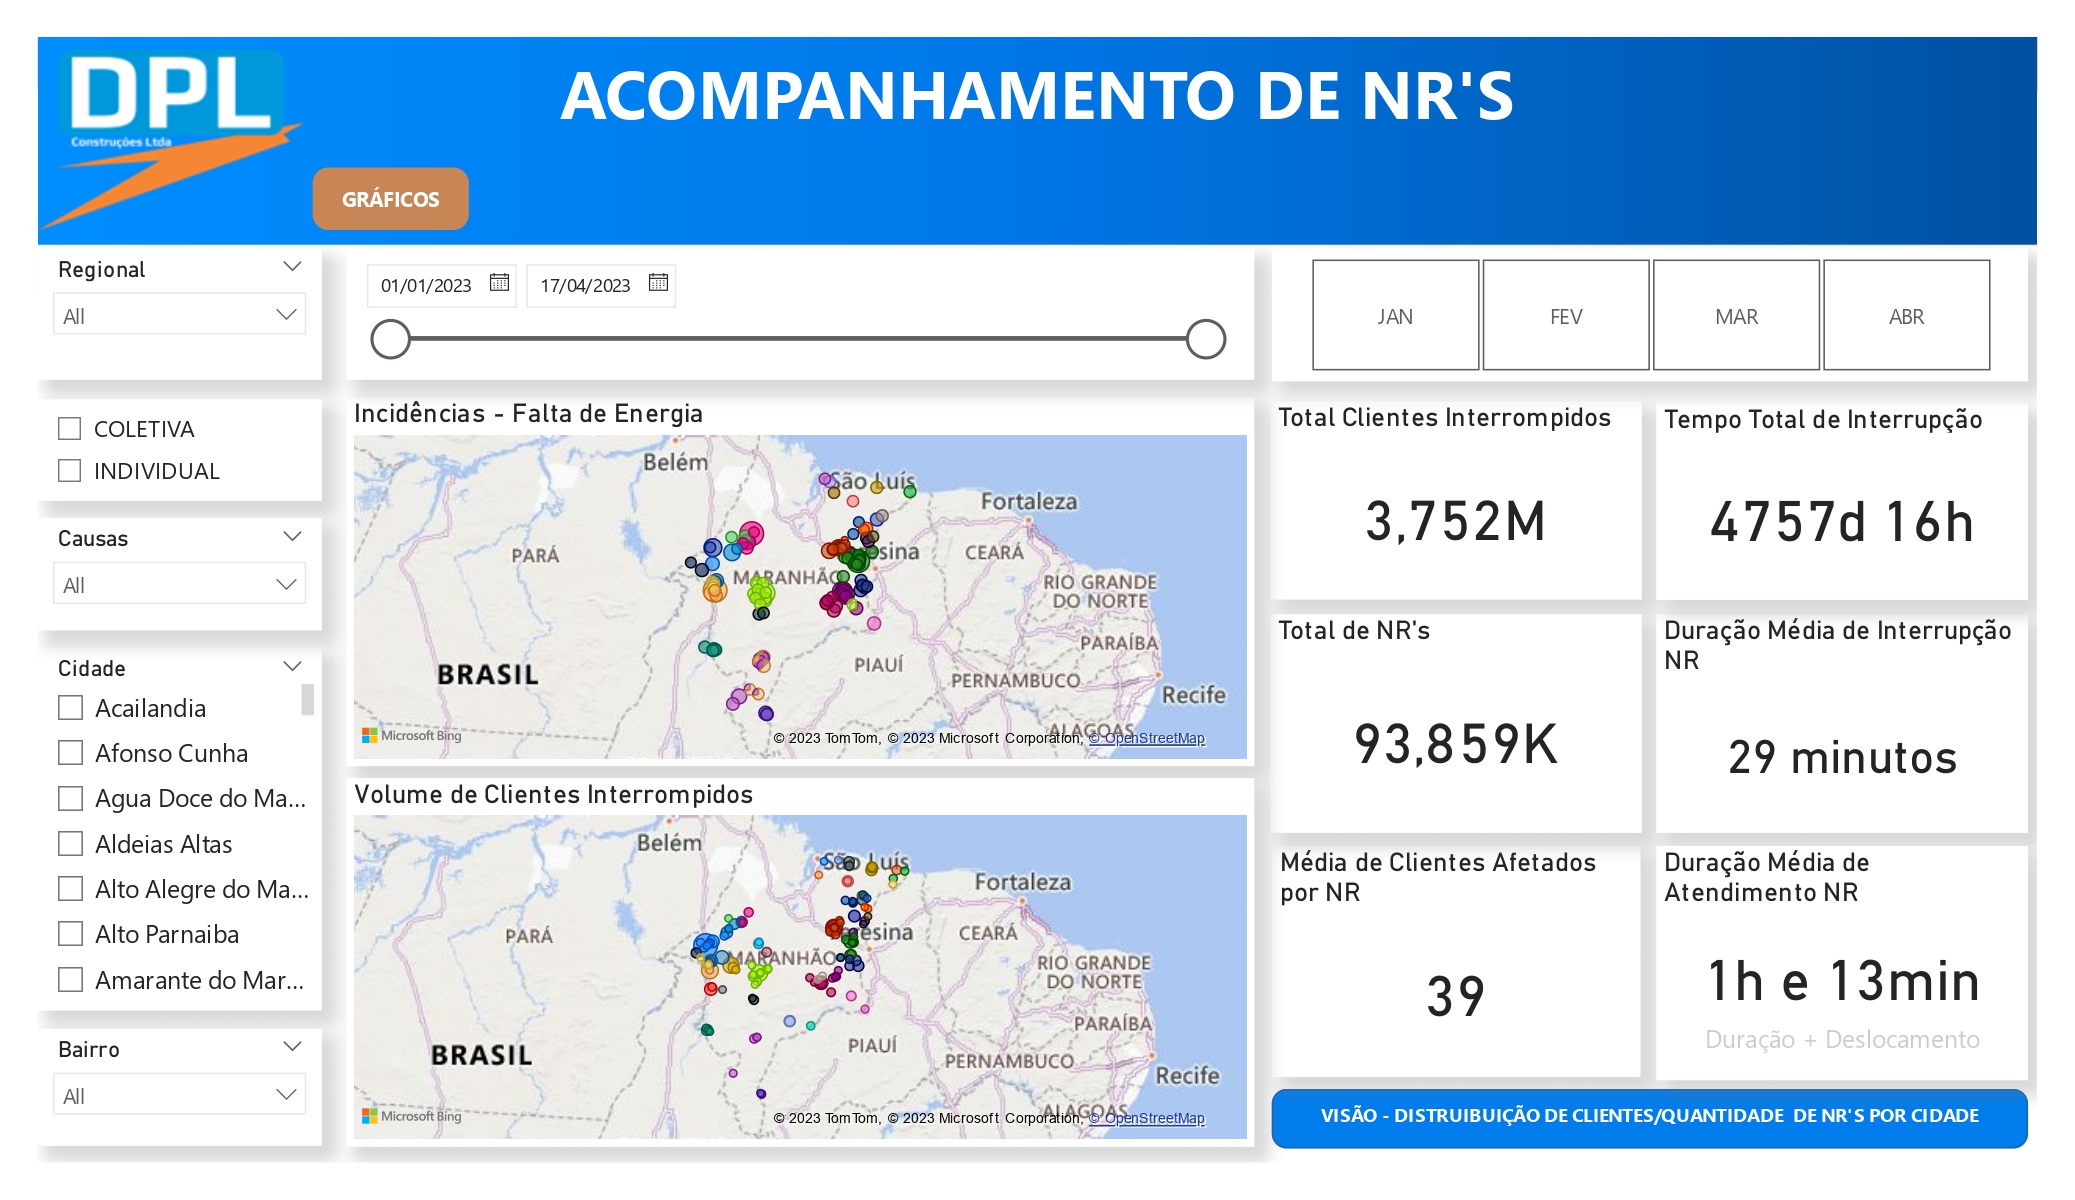 DPL
Construções Ltda
ACOMPANHAMENTO DE NR'S
GRÁFICOS
Regional
All
01/01/2023
17/04/2023
JAN
FEV
MAR
ABR
COLETIVA
INDIVIDUAL
Causas
All
Cidade
Acailandia
Afonso Cunha
Agua Doce do Ma...
Aldeias Altas
Alto Alegre do Ma...
Alto Parnaiba
Amarante do Mar...
Bairro
All
Incidências - Falta de Energia
Belém
São Luís
Fortaleza
PARÁ
esina
CEARÁ
MARANHÃO
RIO GRANDE
DO NORTE
PARAÍBA
BRASIL
PIAUÍ
PERNAMBUCO
Recife
ALAGOAS
Microsoft Bing
© 2023 TomTom, © 2023 Microsoft Corporation, © OpenStreetMap
Volume de Clientes Interrompidos
Belém
São Luís
Fortaleza
PARÁ
esina
CEARÁ
MARANHÃO
RIO GRANDE
DO NORTE
PARAÍBA
BRASIL
PIAUÍ
PERNAMBUCO
Recife
ALAGOAS
Microsoft Bing
© 2023 TomTom, © 2023 Microsoft Corporation, © OpenStreetMap
Total Clientes Interrompidos
3,752M
Tempo Total de Interrupção
4757d 16h
Total de NR's
93,859K
Duração Média de Interrupção
NR
29 minutos
Média de Clientes Afetados
por NR
39
Duração Média de
Atendimento NR
1h e 13min
Duração + Deslocamento
VISÃO - DISTRUIBUIÇÃO DE CLIENTES/QUANTIDADE DE NR'S POR CIDADE